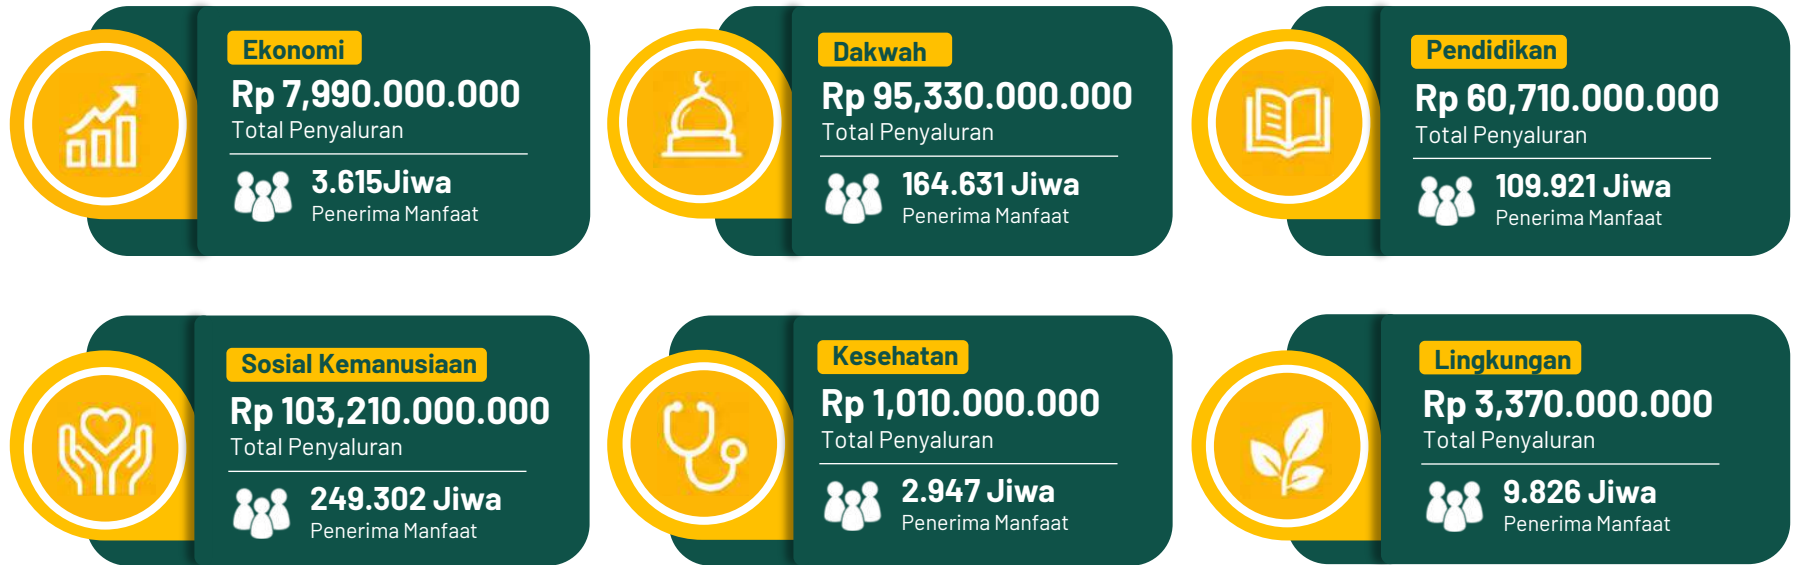 Ekonomi
Rp 7,990.000.000
Total Penyaluran
3.615Jiwa
Penerima Manfaat
Dakwah
Rp 95,330.000.000
Total Penyaluran
164.631 Jiwa
Penerima Manfaat
Pendidikan
Rp 60,710.000.000
Total Penyaluran
109.921 Jiwa
Penerima Manfaat
Sosial Kemanusiaan
Rp 103,210.000.000
Total Penyaluran
249.302 Jiwa
Penerima Manfaat
Kesehatan
Rp 1,010.000.000
Total Penyaluran
2.947 Jiwa
Penerima Manfaat
Lingkungan
Rp 3,370.000.000
Total Penyaluran
9.826 Jiwa
Penerima Manfaat